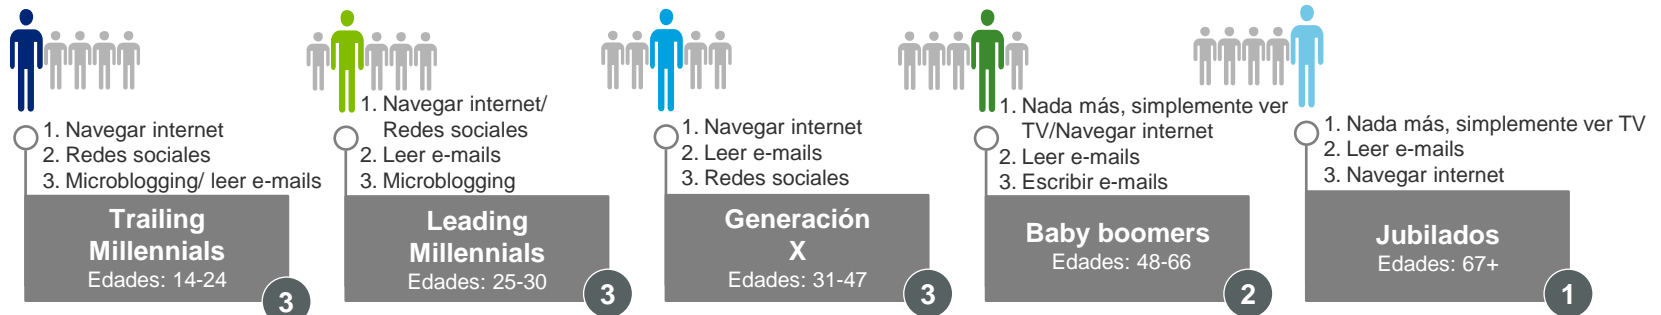 1. Navegar internet
2. Redes sociales
3. Microblogging/ leer e-mails
Trailing
Millennials
Edades: 14-24
3
1. Navegar internet/
Redes sociales
2. Leer e-mails
3. Microblogging
Leading
Millennials
Edades: 25-30
3
1. Navegar internet
2. Leer e-mails
3. Redes sociales
Generación
X
Edades: 31-47
3
1. Nada más, simplemente ver
TV/Navegar internet
2. Leer e-mails
3. Escribir e-mails
Baby boomers
Edades: 48-66
2
1. Nada más, simplemente ver TV
2. Leer e-mails
3. Navegar internet
Jubilados
Edades: 67+
1